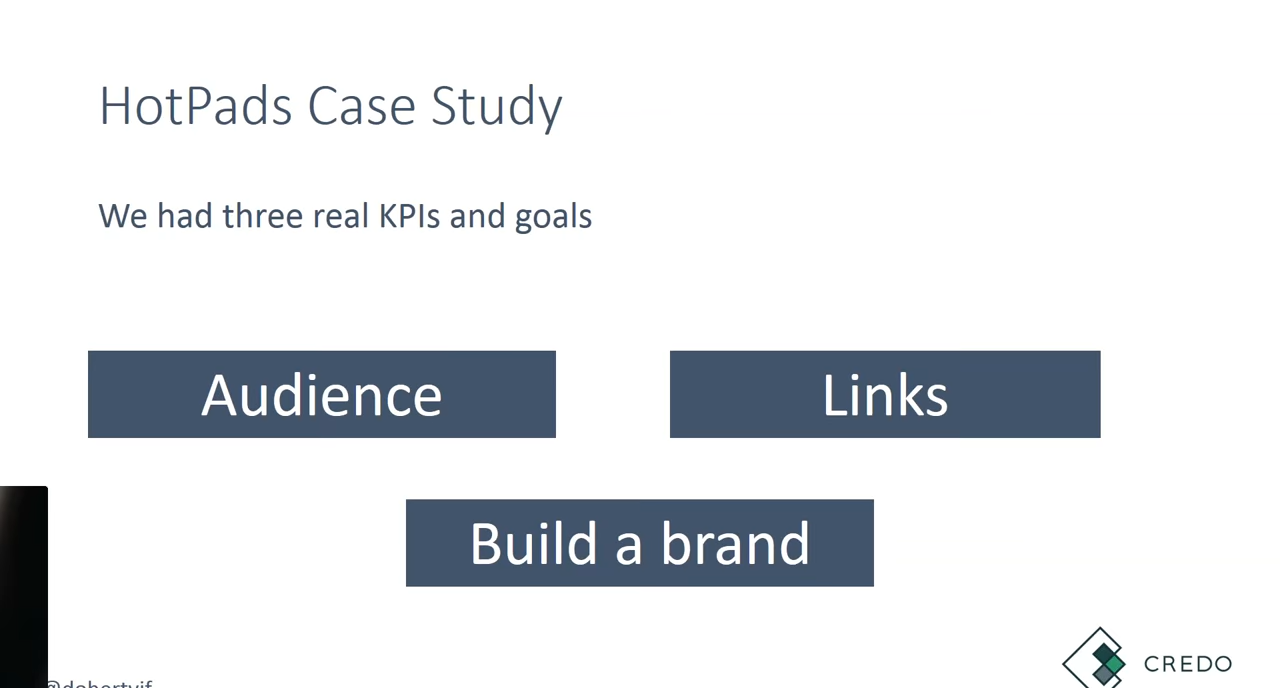 HotPads Case Study
We had three real KPIs and goals
Audience
Links
Build a brand
CREDO